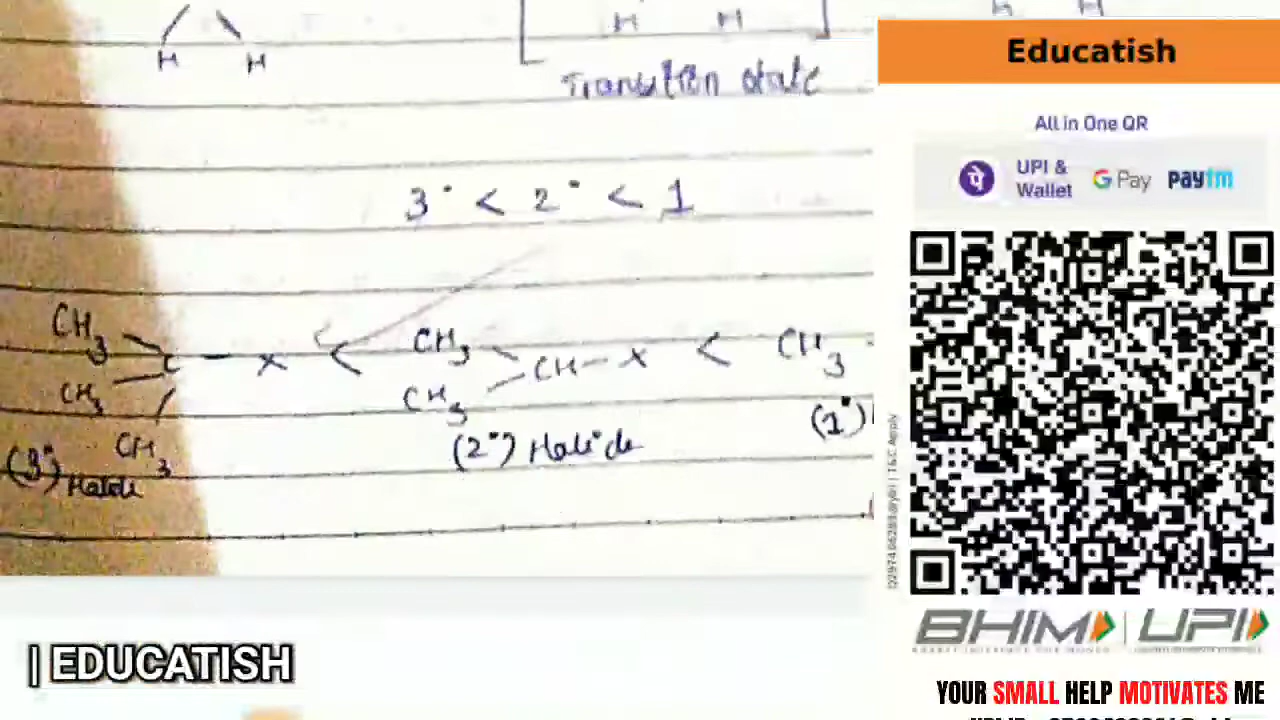 H H
H H
H H
Transition state
3° < 2° < 1
CH3
CH3
CH3
C - X < CH3
CH3
CH - X < CH3
(3°) Halide
(2°) Halide
(1°)
| EDUCATISH
Educatish
All in One QR
पे UPI & Wallet G Pay paytm
BHIM | UPI
YOUR SMALL HELP MOTIVATES ME